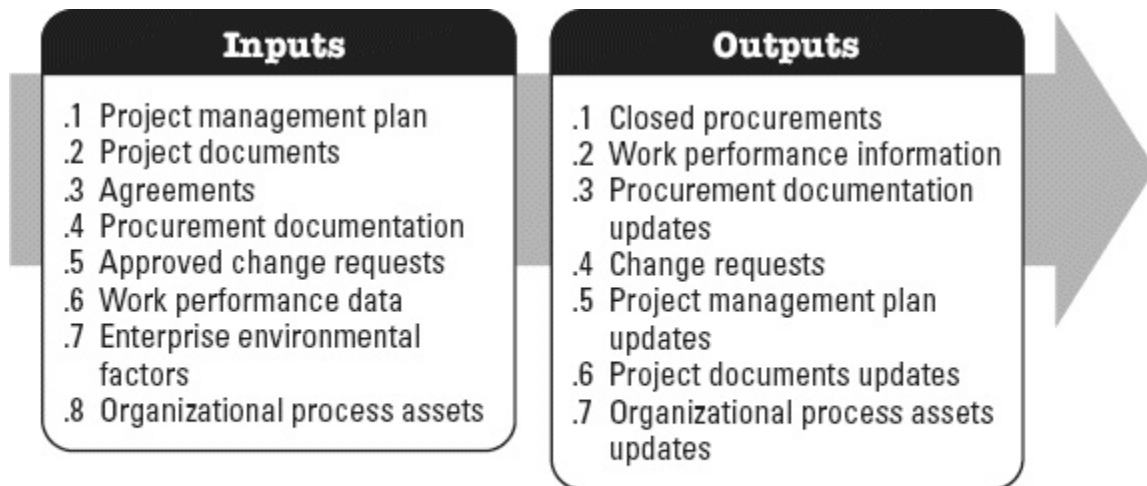 Inputs
.1 Project management plan
.2 Project documents
.3 Agreements
.4 Procurement documentation
.5 Approved change requests
.6 Work performance data
.7 Enterprise environmental
factors
.8 Organizational process assets
Outputs
.1 Closed procurements
.2 Work performance information
.3 Procurement documentation
updates
.4 Change requests
.5 Project management plan
updates
.6 Project documents updates
.7 Organizational process assets
updates